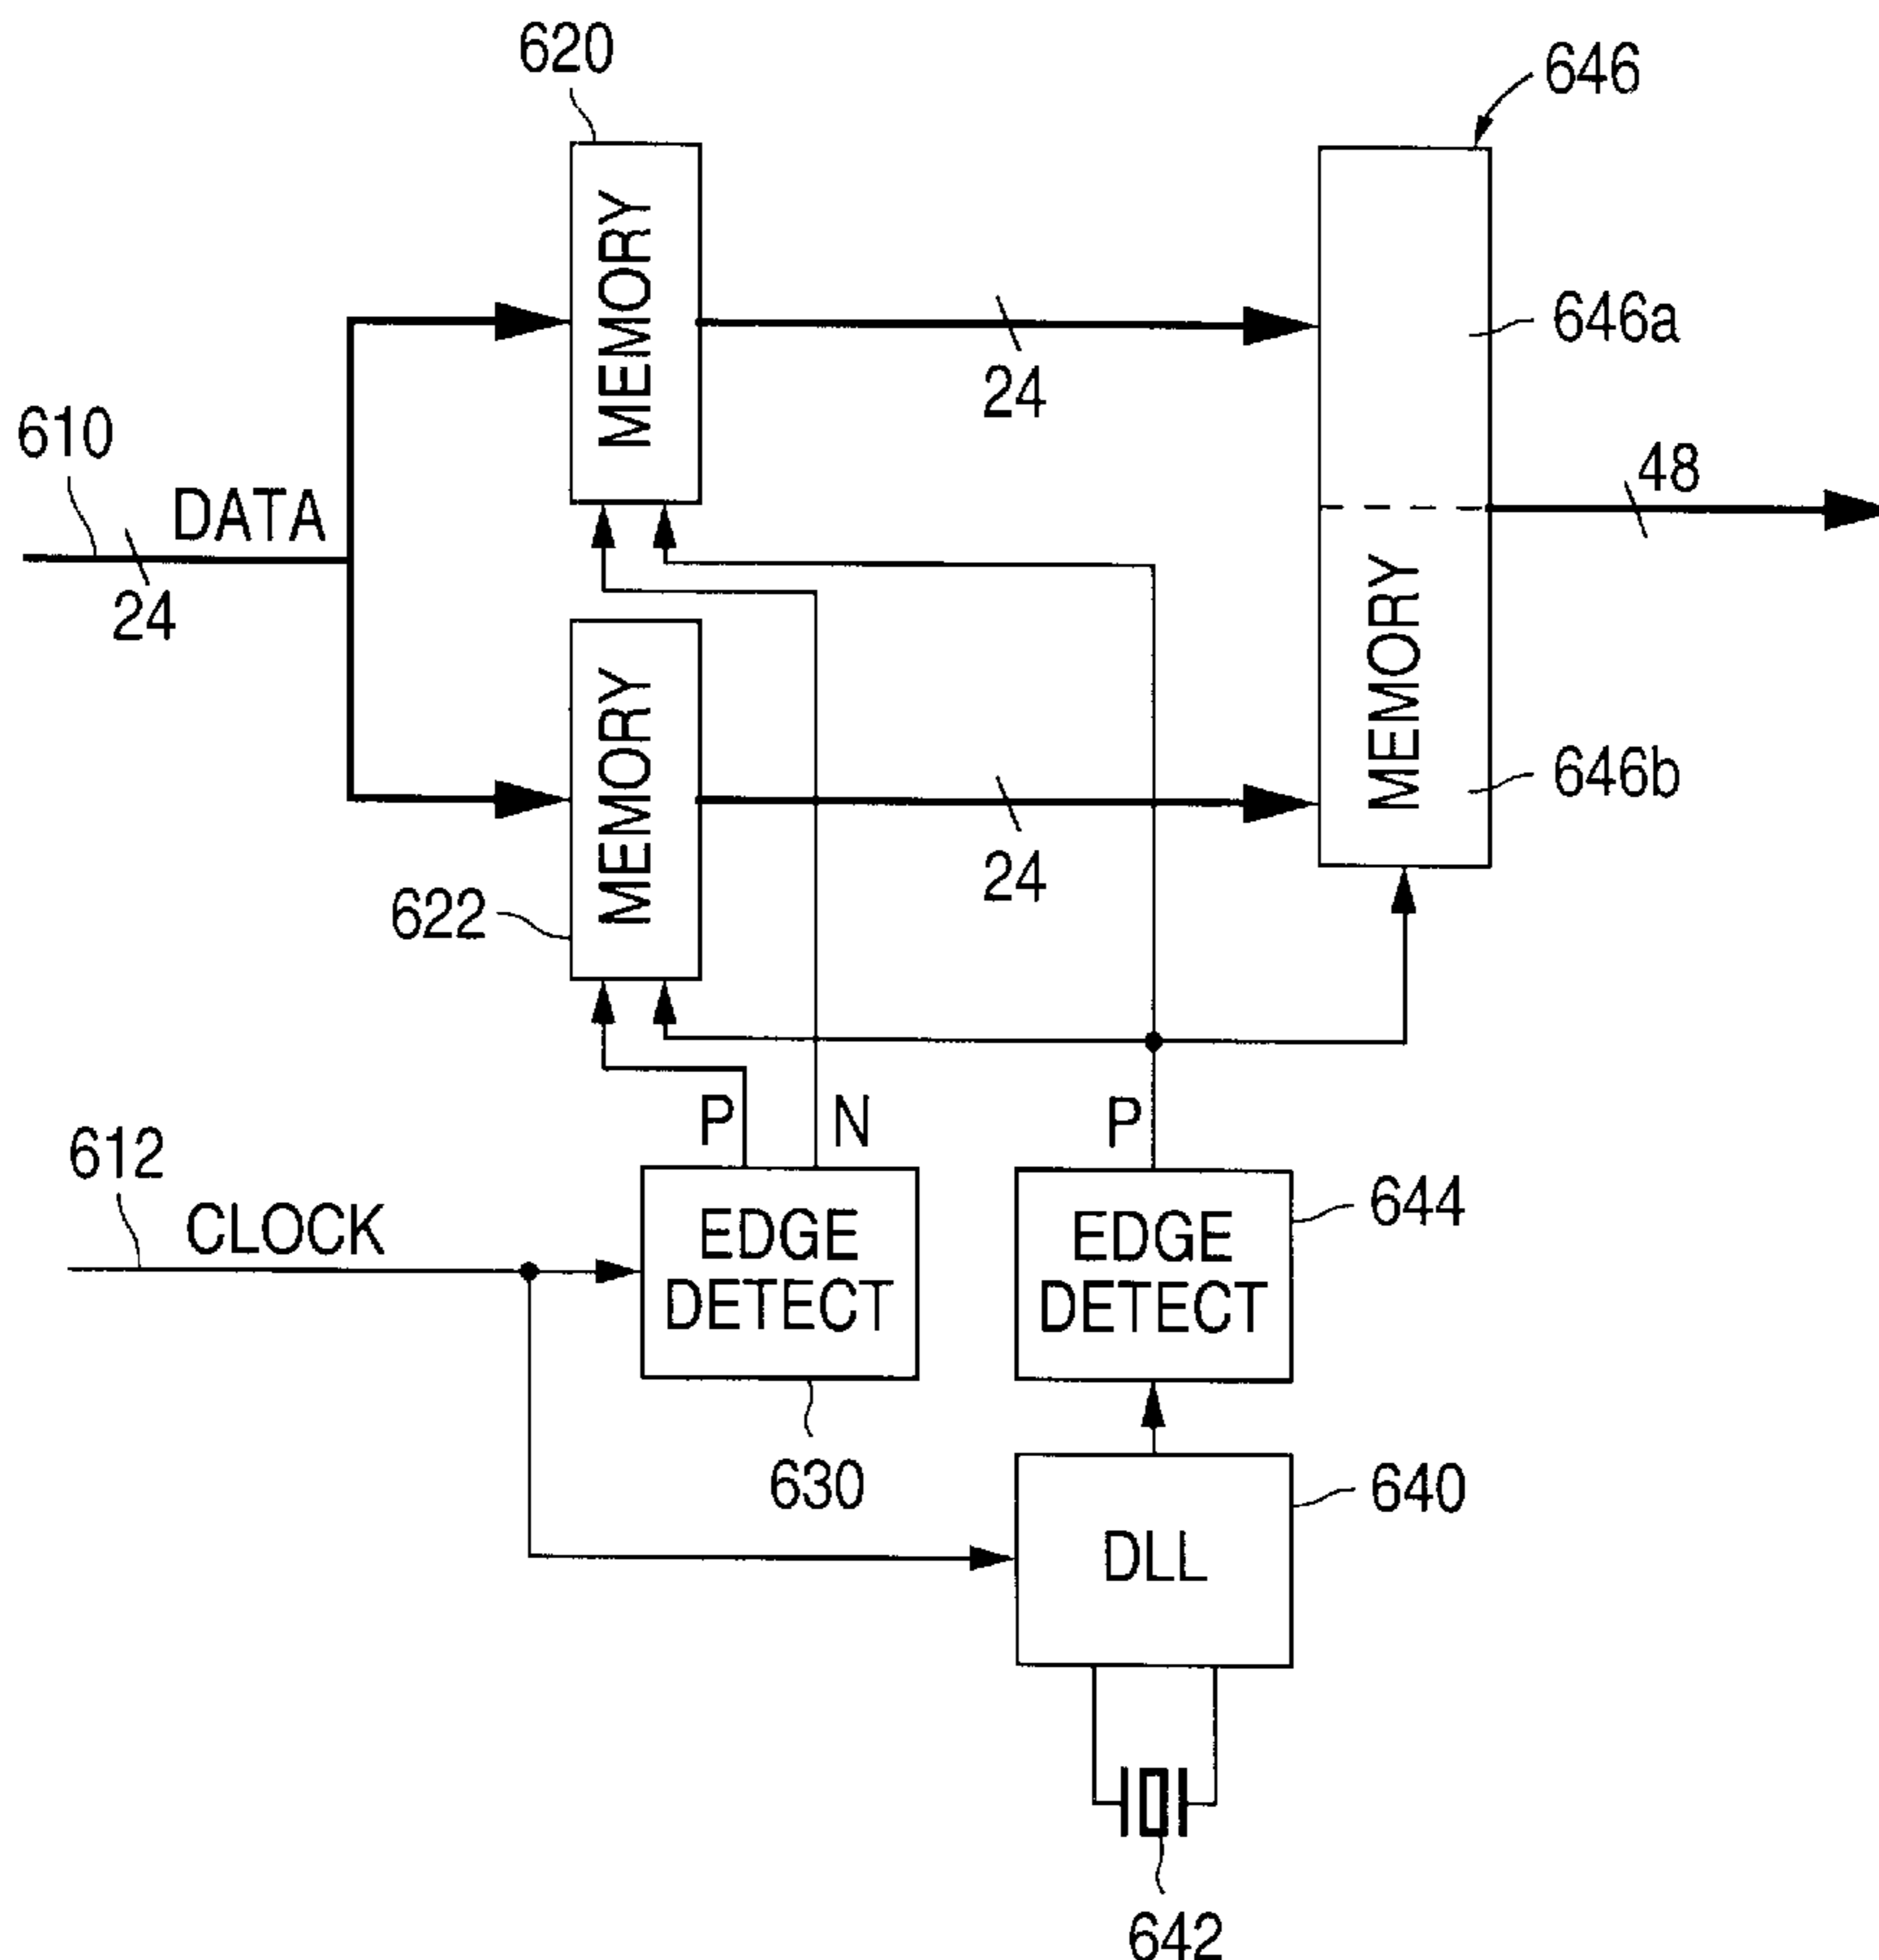 620
646
MEMORY
646a
24
610
DATA
48
24
MEMORY
MEMORY
646b
24
622
P
N
P
612
CLOCK
EDGE
DETECT
EDGE
DETECT
644
630
640
DLL
642